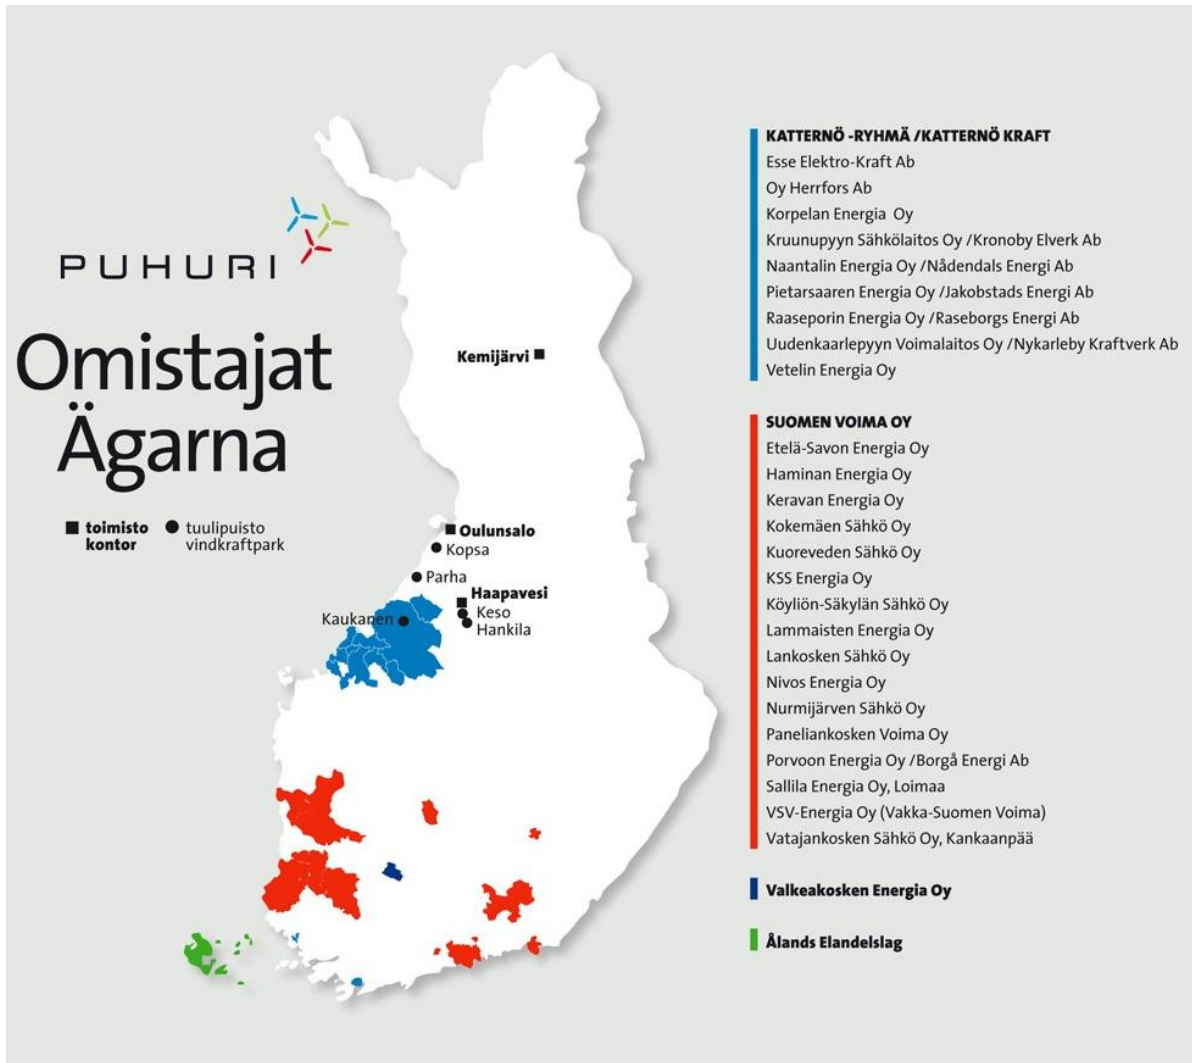 PUHURI
Omistajat
Ägarna
toimisto
kontor
tuulipuisto
vindkraftpark
Kemijärvi
Oulunsalo
Kopsa
Parha
Haapavesi
Kaukanen
Keso
Hankila
KATTERNÖ -RYHMÄ /KATTERNÖ KRAFT
Esse Elektro-Kraft Ab
Oy Herrfors Ab
Korpelan Energia Oy
Kruunupyyn Sähkölaitos Oy /Kronoby Elverk Ab
Naantalin Energia Oy /Nådendals Energi Ab
Pietarsaaren Energia Oy /Jakobstads Energi Ab
Raaseporin Energia Oy /Raseborgs Energi Ab
Uudenkaarlepyyn Voimalaitos Oy /Nykarleby Kraftverk Ab
Vetelin Energia Oy
SUOMEN VOIMA OY
Etelä-Savon Energia Oy
Haminan Energia Oy
Keravan Energia Oy
Kokemäen Sähkö Oy
Kuoreveden Sähkö Oy
KSS Energia Oy
Köyliön-Säkylän Sähkö Oy
Lammaisten Energia Oy
Lankosken Sähkö Oy
Nivos Energia Oy
Nurmijärven Sähkö Oy
Paneliankosken Voima Oy
Porvoon Energia Oy /Borgå Energi Ab
Sallila Energia Oy, Loimaa
VSV-Energia Oy (Vakka-Suomen Voima)
Vatajankosken Sähkö Oy, Kankaanpää
Valkeakosken Energia Oy
Ålands Elandelslag